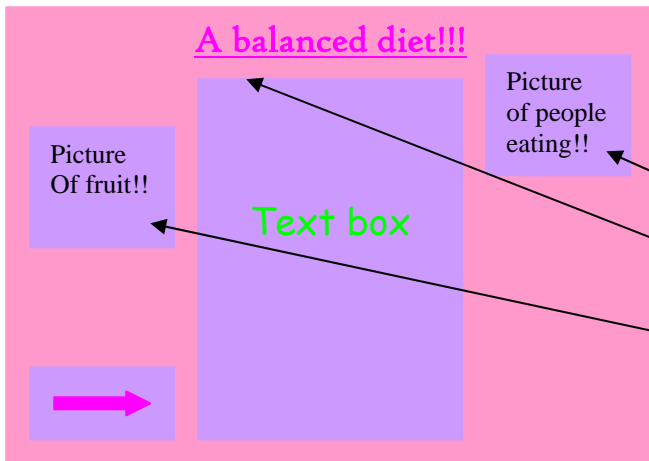 A balanced diet!!!
Picture
of people
eating!!
Picture
Of fruit!!
Text box